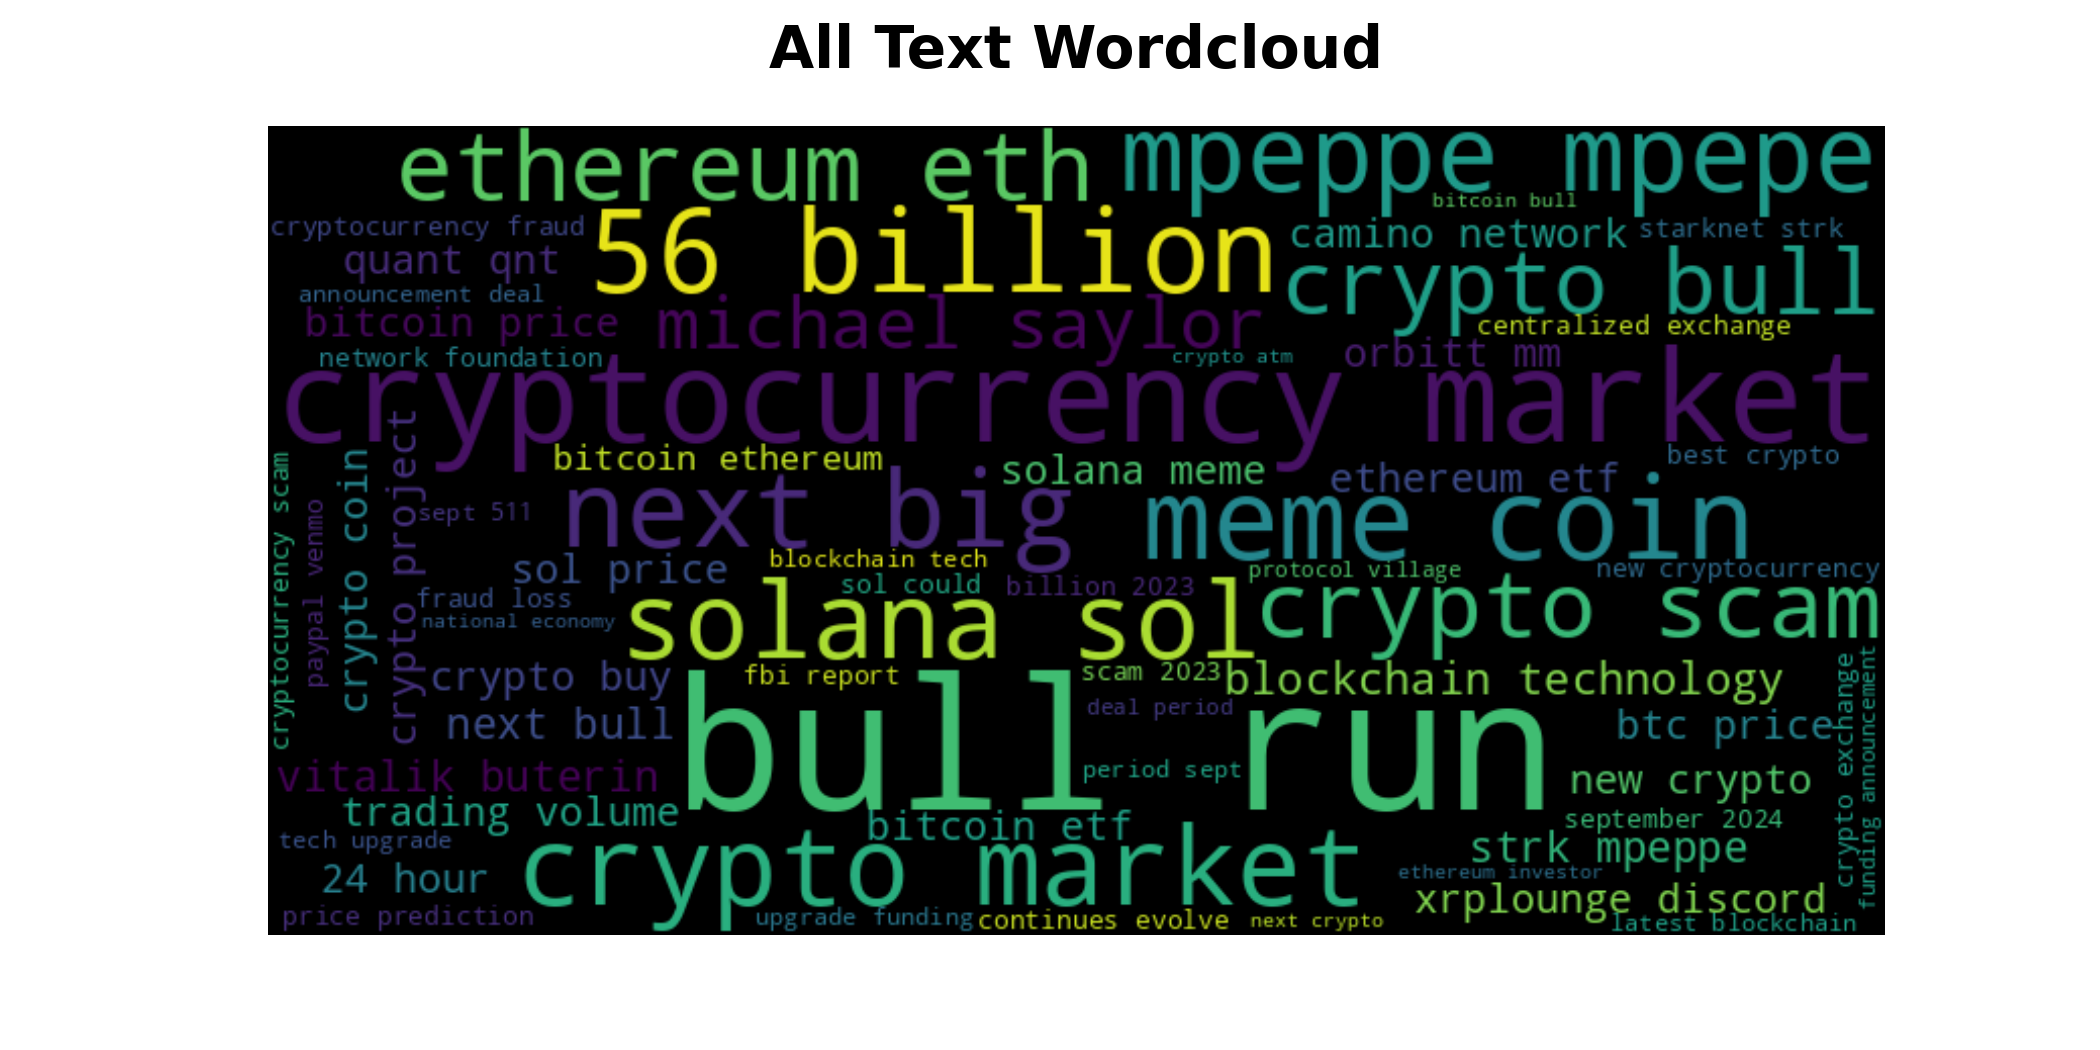 All Text Wordcloud
ethereum eth
mpeppe mpepe
bitcoin bull
cryptocurrency fraud
56 billion
camino network
starknet strk
quant qnt
crypto bull
announcement deal
bitcoin price
michael saylor
centralized exchange
network foundation
crypto atm
orbitt mm
cryptocurrency market
bitcoin ethereum
solana meme
ethereum etf
best crypto
cryptocurrency scam
paypal venmo
crypto coin
crypto project
sept 511
next big
meme coin
sol price
blockchain tech
sol could
billion 2023
protocol village
new cryptocurrency
fraud loss
national economy
solana sol
crypto scam
crypto buy
fbi report
scam 2023
blockchain technology
next bull
bull run
deal period
btc price
crypto exchange
funding announcement
vitalik buterin
period sept
new crypto
trading volume
bitcoin etf
september 2024
tech upgrade
crypto market
strk mpeppe
24 hour
ethereum investor
xrplounge discord
price prediction
upgrade funding
continues evolve
next crypto
latest blockchain